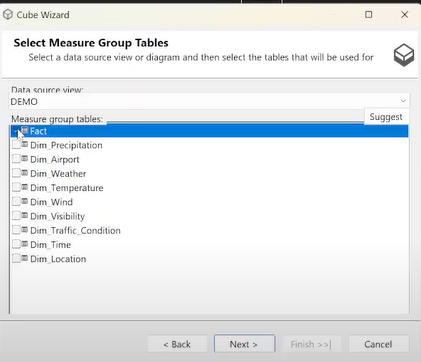 Cube Wizard
Select Measure Group Tables
Select a data source view or diagram and then select the tables that will be used for
Data source view:
DEMO
Measure group tables:
Suggest
Fact
Dim_Precipitation
Dim_Airport
Dim_Weather
Dim_Temperature
Dim_Wind
Dim_Visibility
Dim_Traffic_Condition
Dim_Time
Dim_Location
< Back
Next >
Finish >>|
Cancel